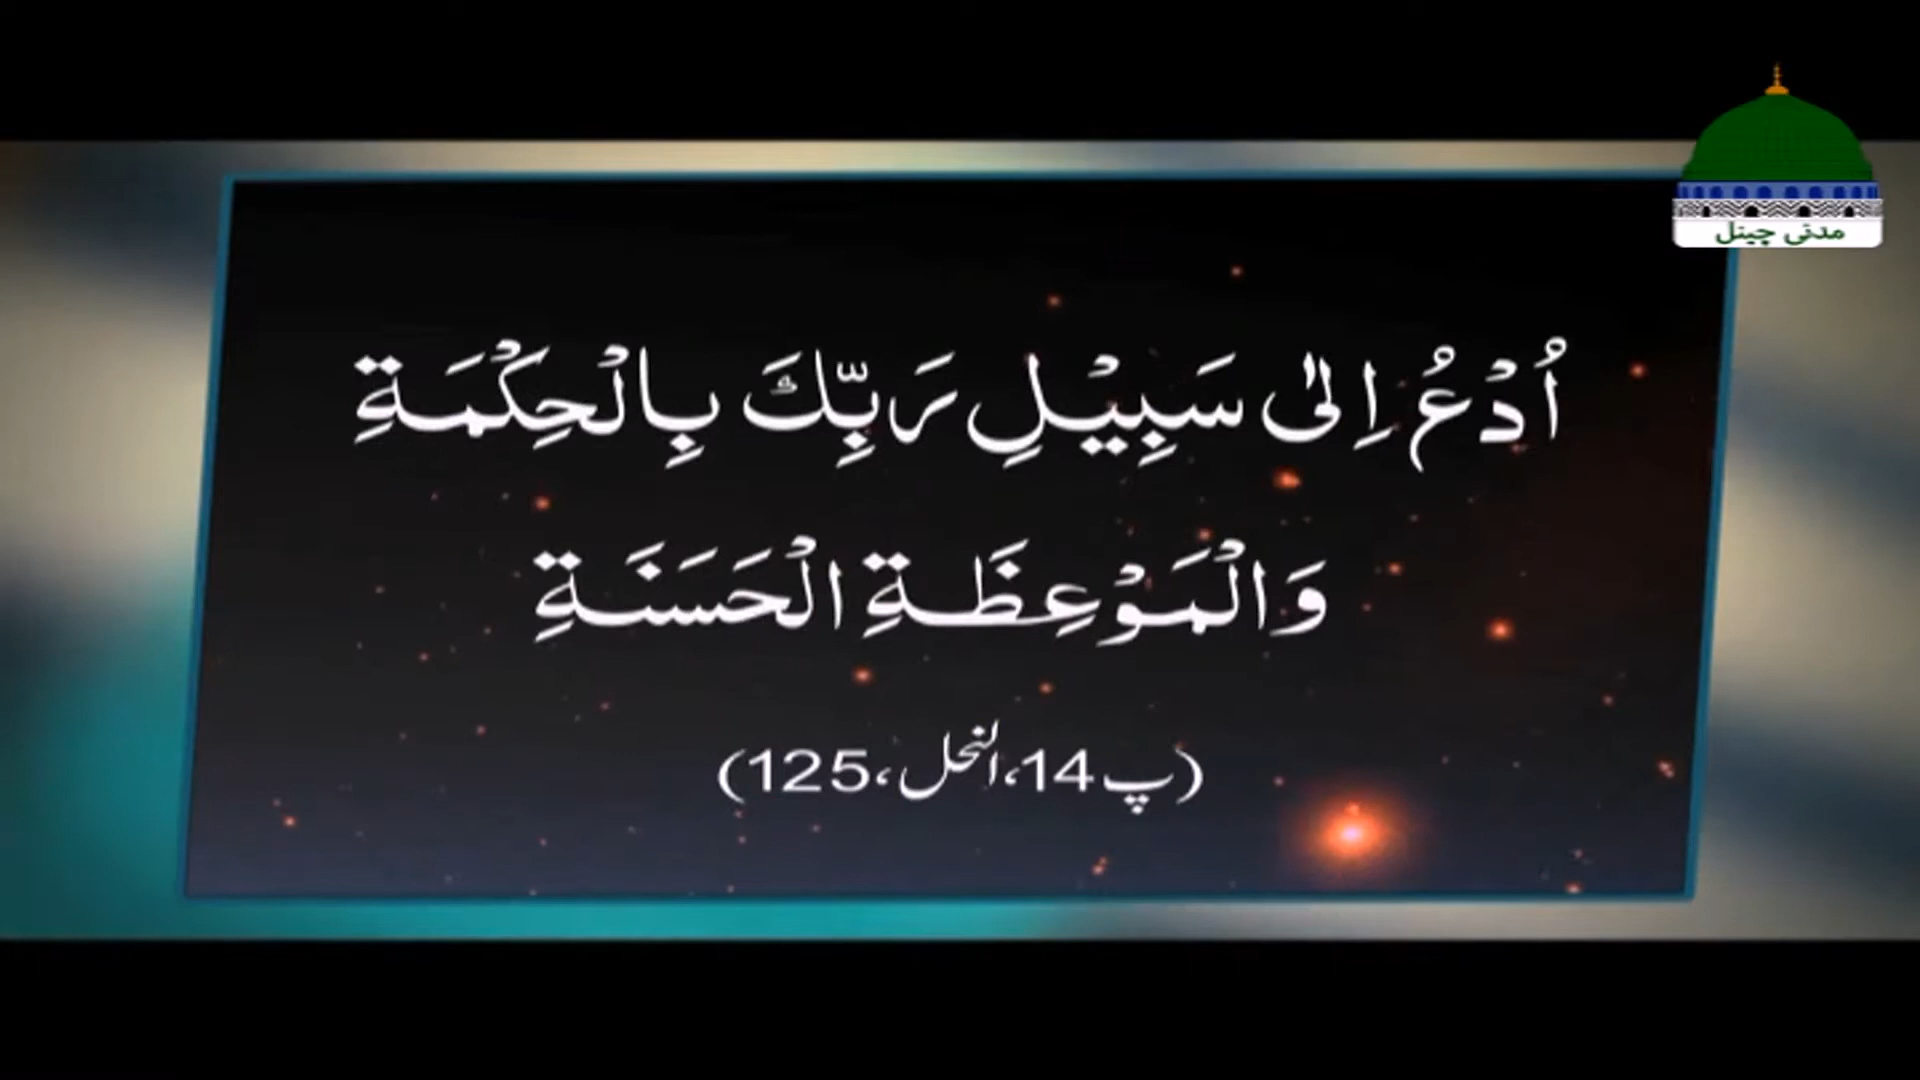 مدنی چینل
اُدْعُ اِلٰى سَبِيْلِ رَبِّكَ بِالْحِكْمَةِ
وَالْمَوْعِظَةِ الْحَسَنَةِ
(پ14،النحل،125)